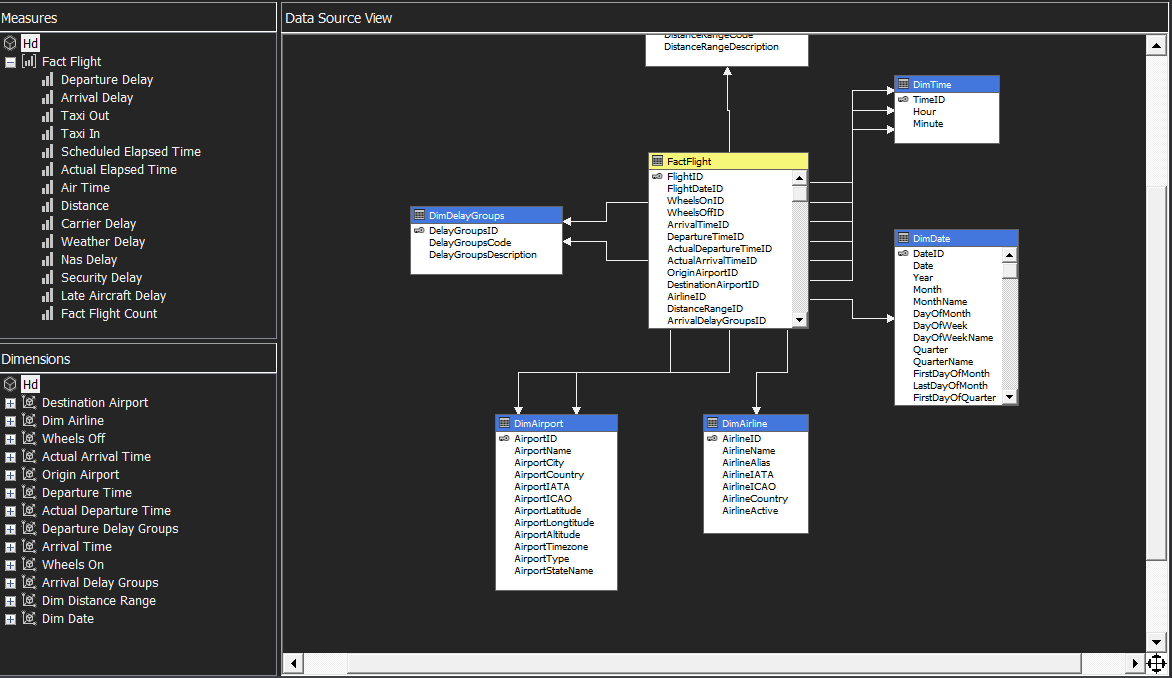 Measures
Hd
Fact Flight
Departure Delay
Arrival Delay
Taxi Out
Taxi In
Scheduled Elapsed Time
Actual Elapsed Time
Air Time
Distance
Carrier Delay
Weather Delay
Nas Delay
Security Delay
Late Aircraft Delay
Fact Flight Count
Dimensions
Hd
Destination Airport
Dim Airline
Wheels Off
Actual Arrival Time
Origin Airport
Departure Time
Actual Departure Time
Departure Delay Groups
Arrival Time
Wheels On
Arrival Delay Groups
Dim Distance Range
Dim Date
Data Source View
DistanceRangeCode
DistanceRangeDescription
DimTime
TimeID
Hour
Minute
FactFlight
FlightID
FlightDateID
WheelsOnID
WheelsOffID
ArrivalTimeID
DepartureTimeID
ActualDepartureTimeID
ActualArrivalTimeID
OriginAirportID
DestinationAirportID
AirlineID
DistanceRangeID
ArrivalDelayGroupsID
DimDelayGroups
DelayGroupsID
DelayGroupsCode
DelayGroupsDescription
DimDate
DateID
Date
Year
Month
MonthName
DayOfMonth
DayOfWeek
DayOfWeekName
Quarter
QuarterName
FirstDayOfMonth
LastDayOfMonth
FirstDayOfQuarter
DimAirport
AirportID
AirportName
AirportCity
AirportCountry
AirportIATA
AirportICAO
AirportLatitude
AirportLongtitude
AirportAltitude
AirportTimezone
AirportType
AirportStateName
DimAirline
AirlineID
AirlineName
AirlineAlias
AirlineIATA
AirlineICAO
AirlineCountry
AirlineActive